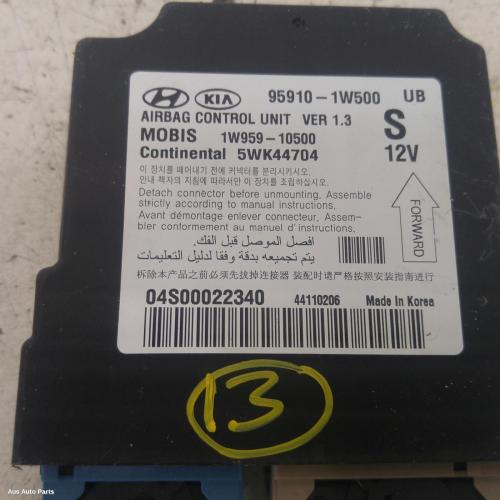 KIA 95910-1W500 UB
AIRBAG CONTROL UNIT VER 1.3 S
MOBIS 1W959-10500
Continental 5WK44704 12V
이 장치를 떼어내기 전에 커넥터를 분리시키시오.
안내 책자의 지침에 따라서만 이 장치를 조립하십시오.
Detach connector before unmounting. Assemble
strictly according to manual instructions.
Avant démontage enlever connecteur. Assem-
bler conformement au manuel d'instructions.
FORWARD
افصل الموصل قبل الفك.
يتم تجميعه بدقة وفقا لدليل التعليمات
拆除本产品之前必须先拔掉连接器 装配时请严格按照安装指南进行
04S00022340 44110206 Made in Korea
13
Aus Auto Parts